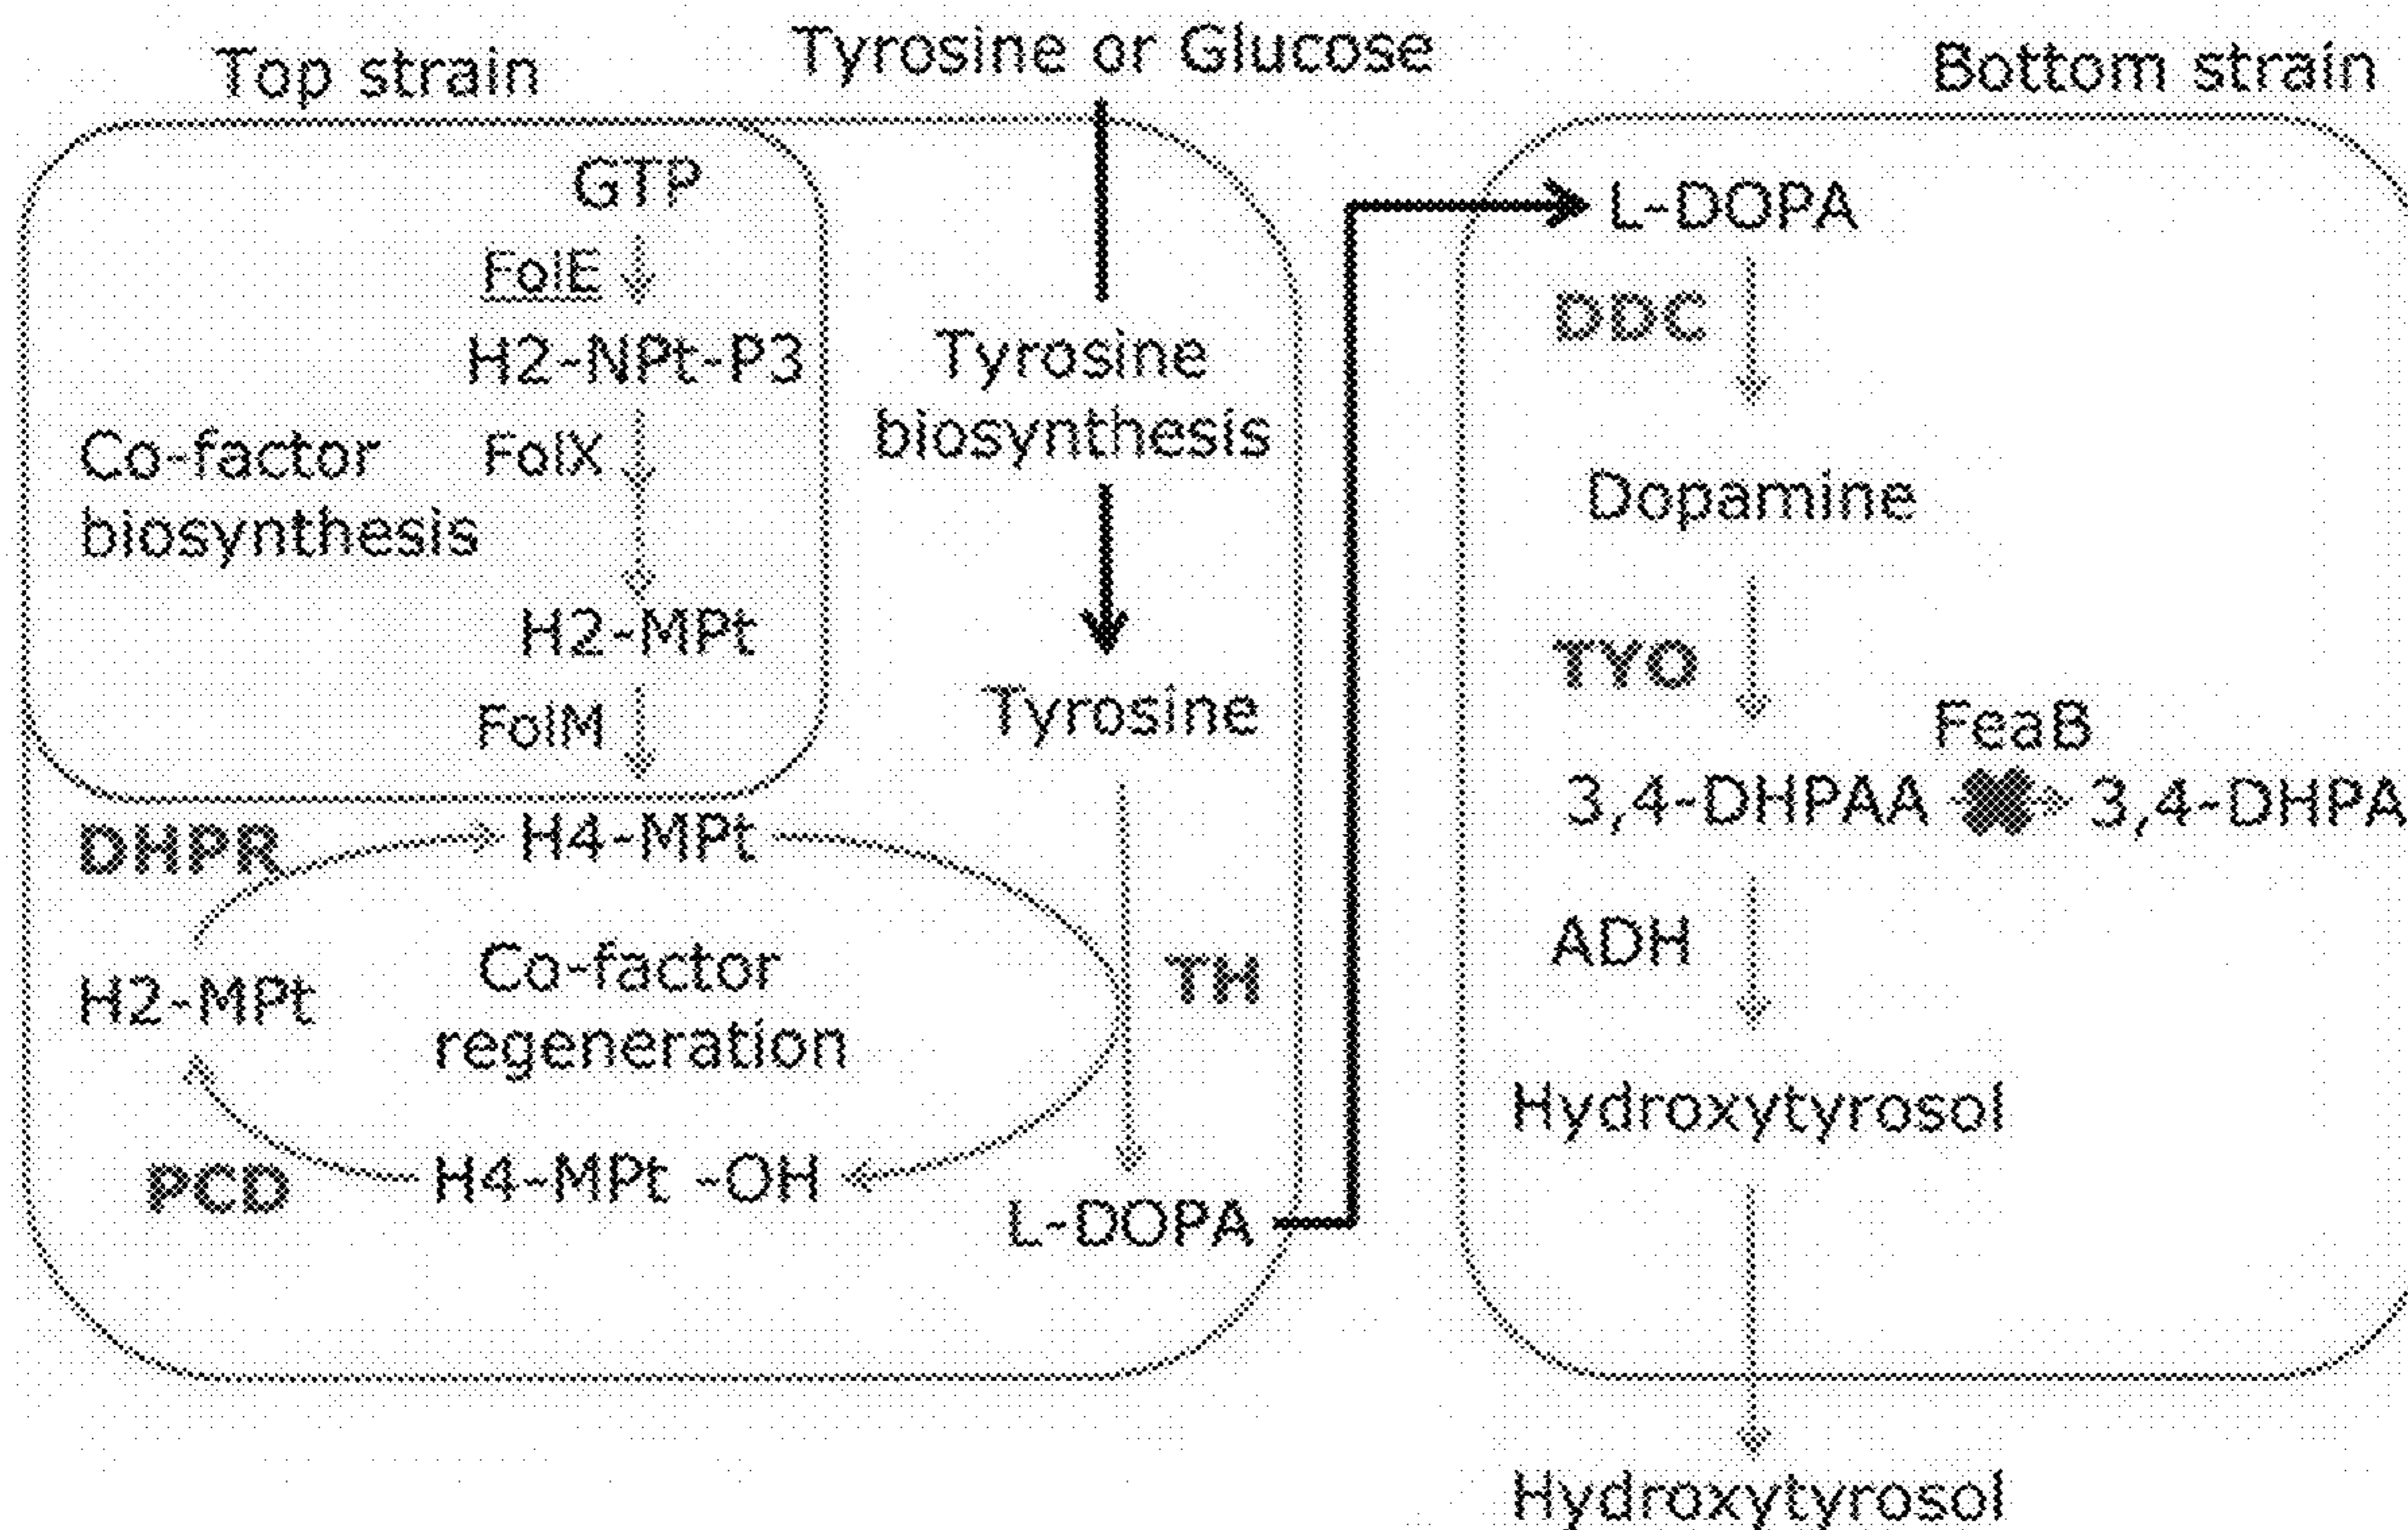 Top strain
Tyrosine or Glucose
Bottom strain
GTP
FolE
H2-NPt-P3
Co-factor
biosynthesis
FolX
H2-MPt
FolM
Tyrosine
biosynthesis
Tyrosine
DHPR
H4-MPt
H2-MPt
Co-factor
regeneration
TH
PCD
H4-MPt -OH
L-DOPA
L-DOPA
DDC
Dopamine
TYO
FeaB
3,4-DHPAA
3,4-DHPA
ADH
Hydroxytyrosol
Hydroxytyrosol